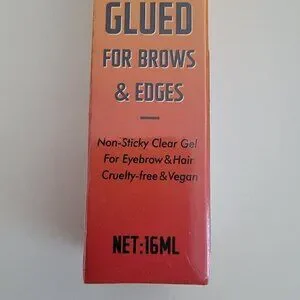 GLUED
FOR BROWS
& EDGES
Non-Sticky Clear Gel
For Eyebrow & Hair
Cruelty-free & Vegan
NET:16ML